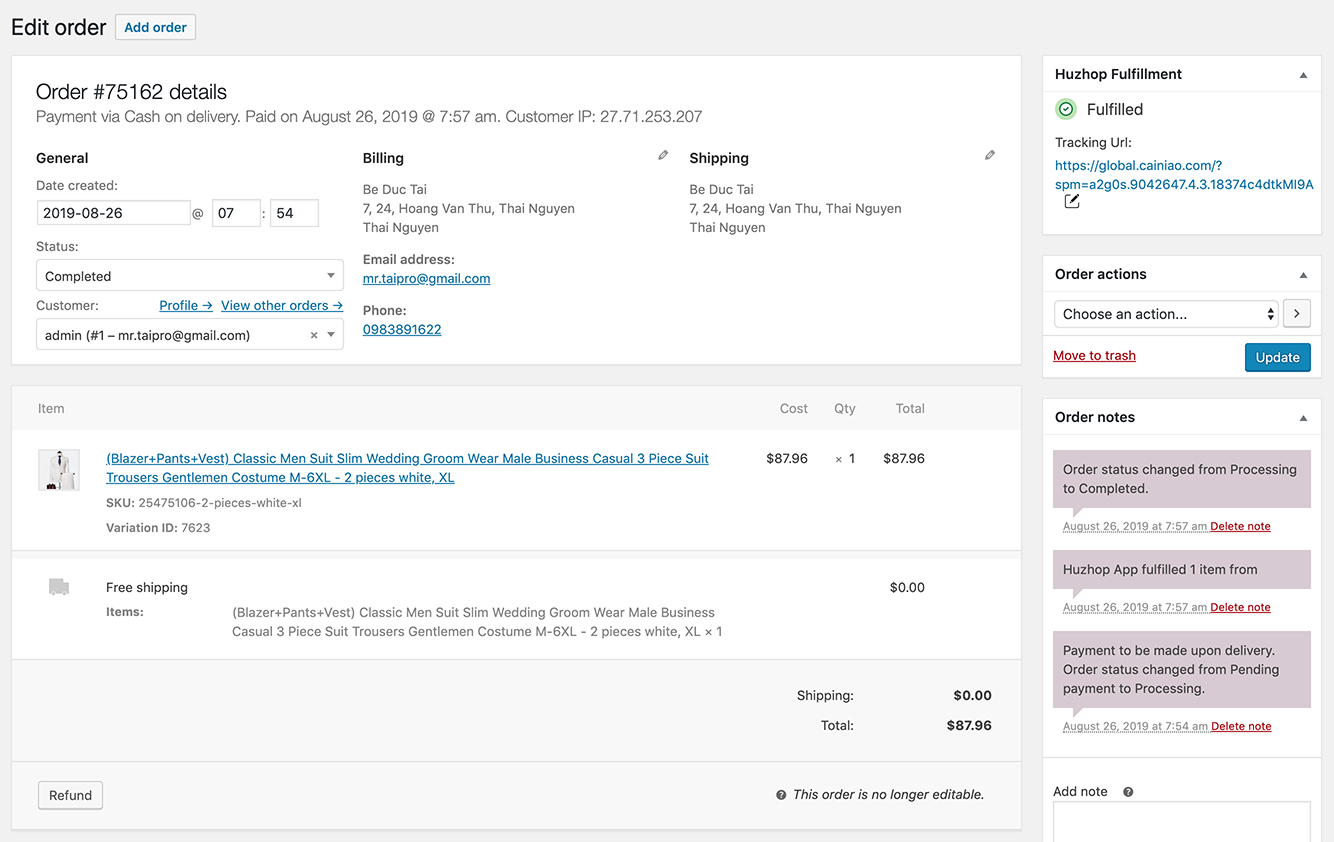 Edit order
Add order
Order #75162 details
Payment via Cash on delivery. Paid on August 26, 2019 @ 7:57 am. Customer IP: 27.71.253.207
General
Date created:
2019-08-26 @ 07 : 54
Status:
Completed
Customer: Profile → View other orders →
admin (#1 – mr.taipro@gmail.com) ×
Billing
Be Duc Tai
7, 24, Hoang Van Thu, Thai Nguyen
Thai Nguyen
Email address:
mr.taipro@gmail.com
Phone:
0983891622
Shipping
Be Duc Tai
7, 24, Hoang Van Thu, Thai Nguyen
Thai Nguyen
Item Cost Qty Total
(Blazer+Pants+Vest) Classic Men Suit Slim Wedding Groom Wear Male Business Casual 3 Piece Suit $87.96 × 1 $87.96
Trousers Gentlemen Costume M-6XL - 2 pieces white, XL
SKU: 25475106-2-pieces-white-xl
Variation ID: 7623
Free shipping $0.00
Items: (Blazer+Pants+Vest) Classic Men Suit Slim Wedding Groom Wear Male Business
Casual 3 Piece Suit Trousers Gentlemen Costume M-6XL - 2 pieces white, XL × 1
Shipping: $0.00
Total: $87.96
Refund
This order is no longer editable.
Huzhop Fulfillment
Fulfilled
Tracking Url:
https://global.cainiao.com/?
spm=a2g0s.9042647.4.3.18374c4dtkMI9A
Order actions
Choose an action...
Move to trash
Update
Order notes
Order status changed from Processing
to Completed.
August 26, 2019 at 7:57 am Delete note
Huzhop App fulfilled 1 item from
August 26, 2019 at 7:57 am Delete note
Payment to be made upon delivery.
Order status changed from Pending
payment to Processing.
August 26, 2019 at 7:54 am Delete note
Add note